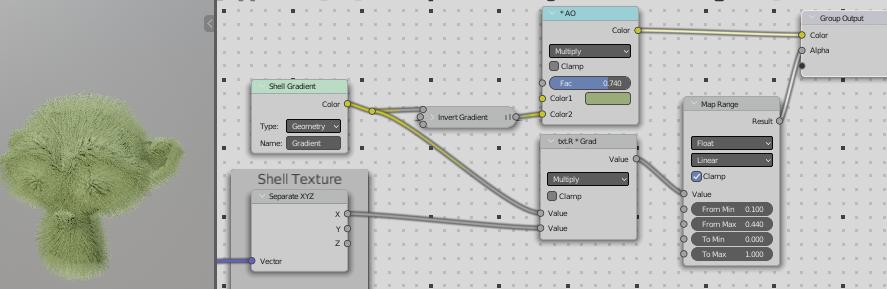 * AO
Color
Multiply
Clamp
Fac 0.740
Color1
Color2
Group Output
Color
Alpha
Shell Gradient
Color
Type: Geometry
Name: Gradient
Invert Gradient
Map Range
Result
Float
Linear
Clamp
Value
From Min 0.100
From Max 0.440
To Min 0.000
To Max 1.000
txt.R * Grad
Value
Multiply
Clamp
Value
Value
Shell Texture
Separate XYZ
X
Y
Z
Vector